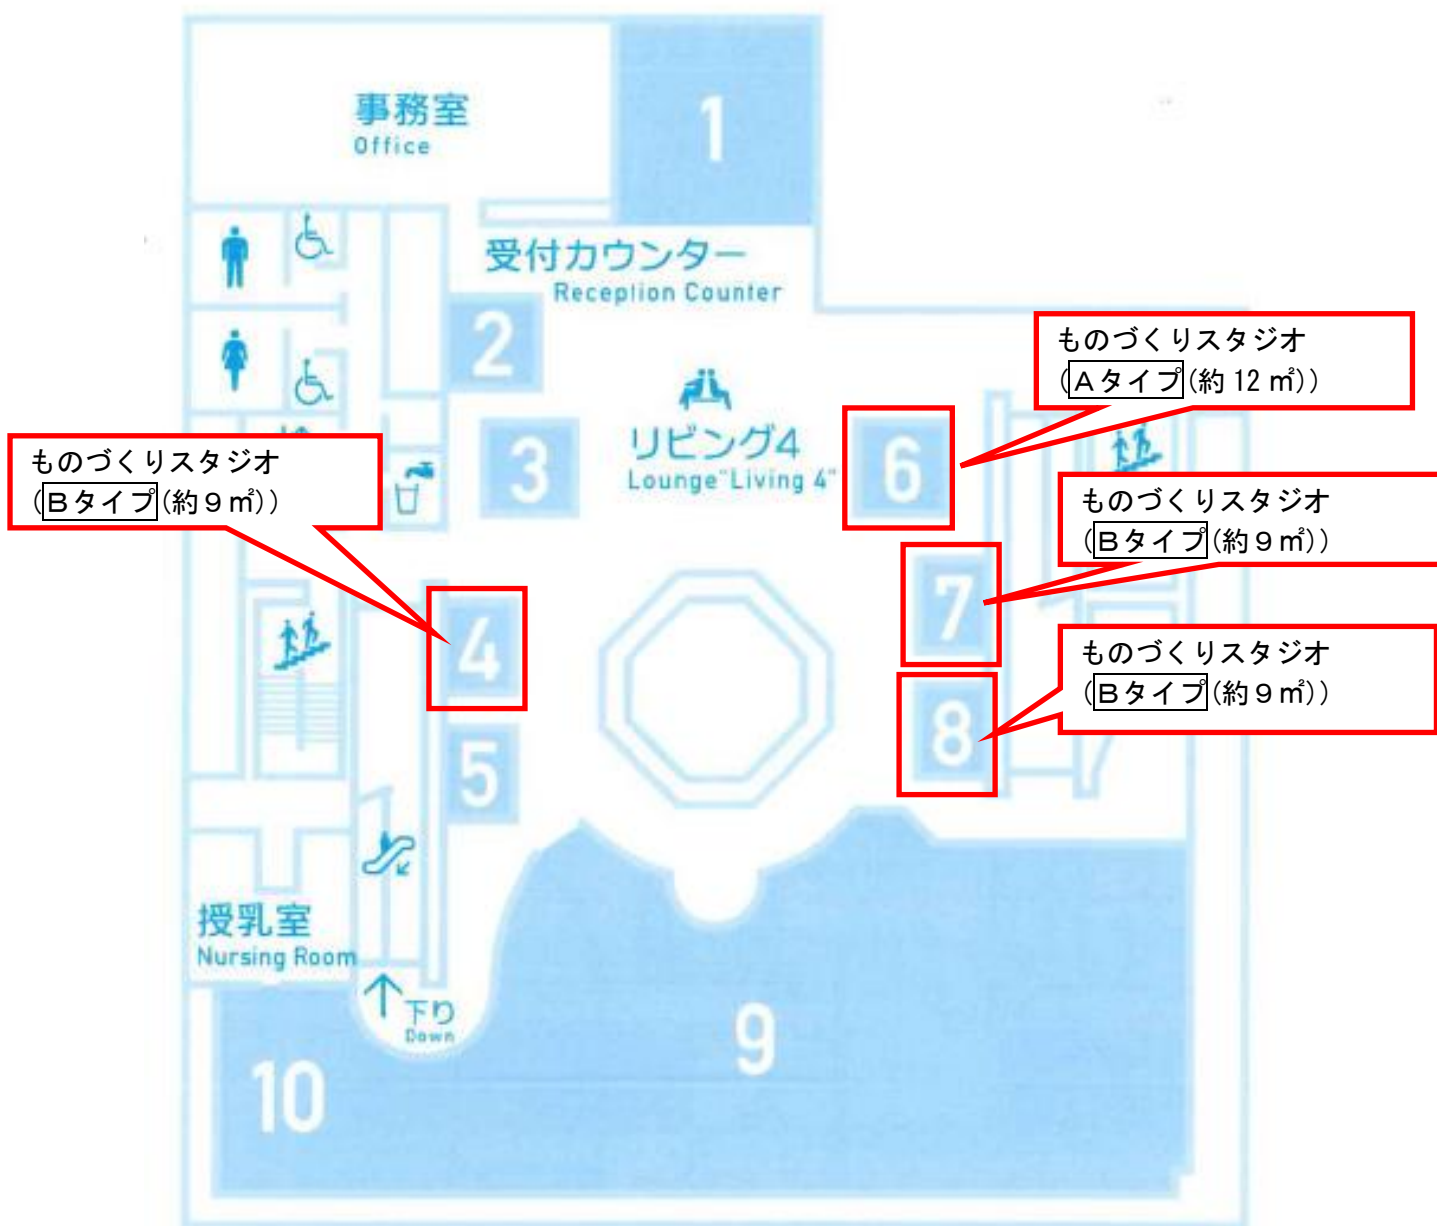 事務室
Office
1
受付カウンター
Reception Counter
2
ものづくりスタジオ
(Aタイプ(約12㎡))
リビング4
Lounge"Living 4"
3
6
ものづくりスタジオ
(Bタイプ(約9㎡))
ものづくりスタジオ
(Bタイプ(約9㎡))
7
4
ものづくりスタジオ
(Bタイプ(約9㎡))
8
5
授乳室
Nursing Room
下り
Down
9
10